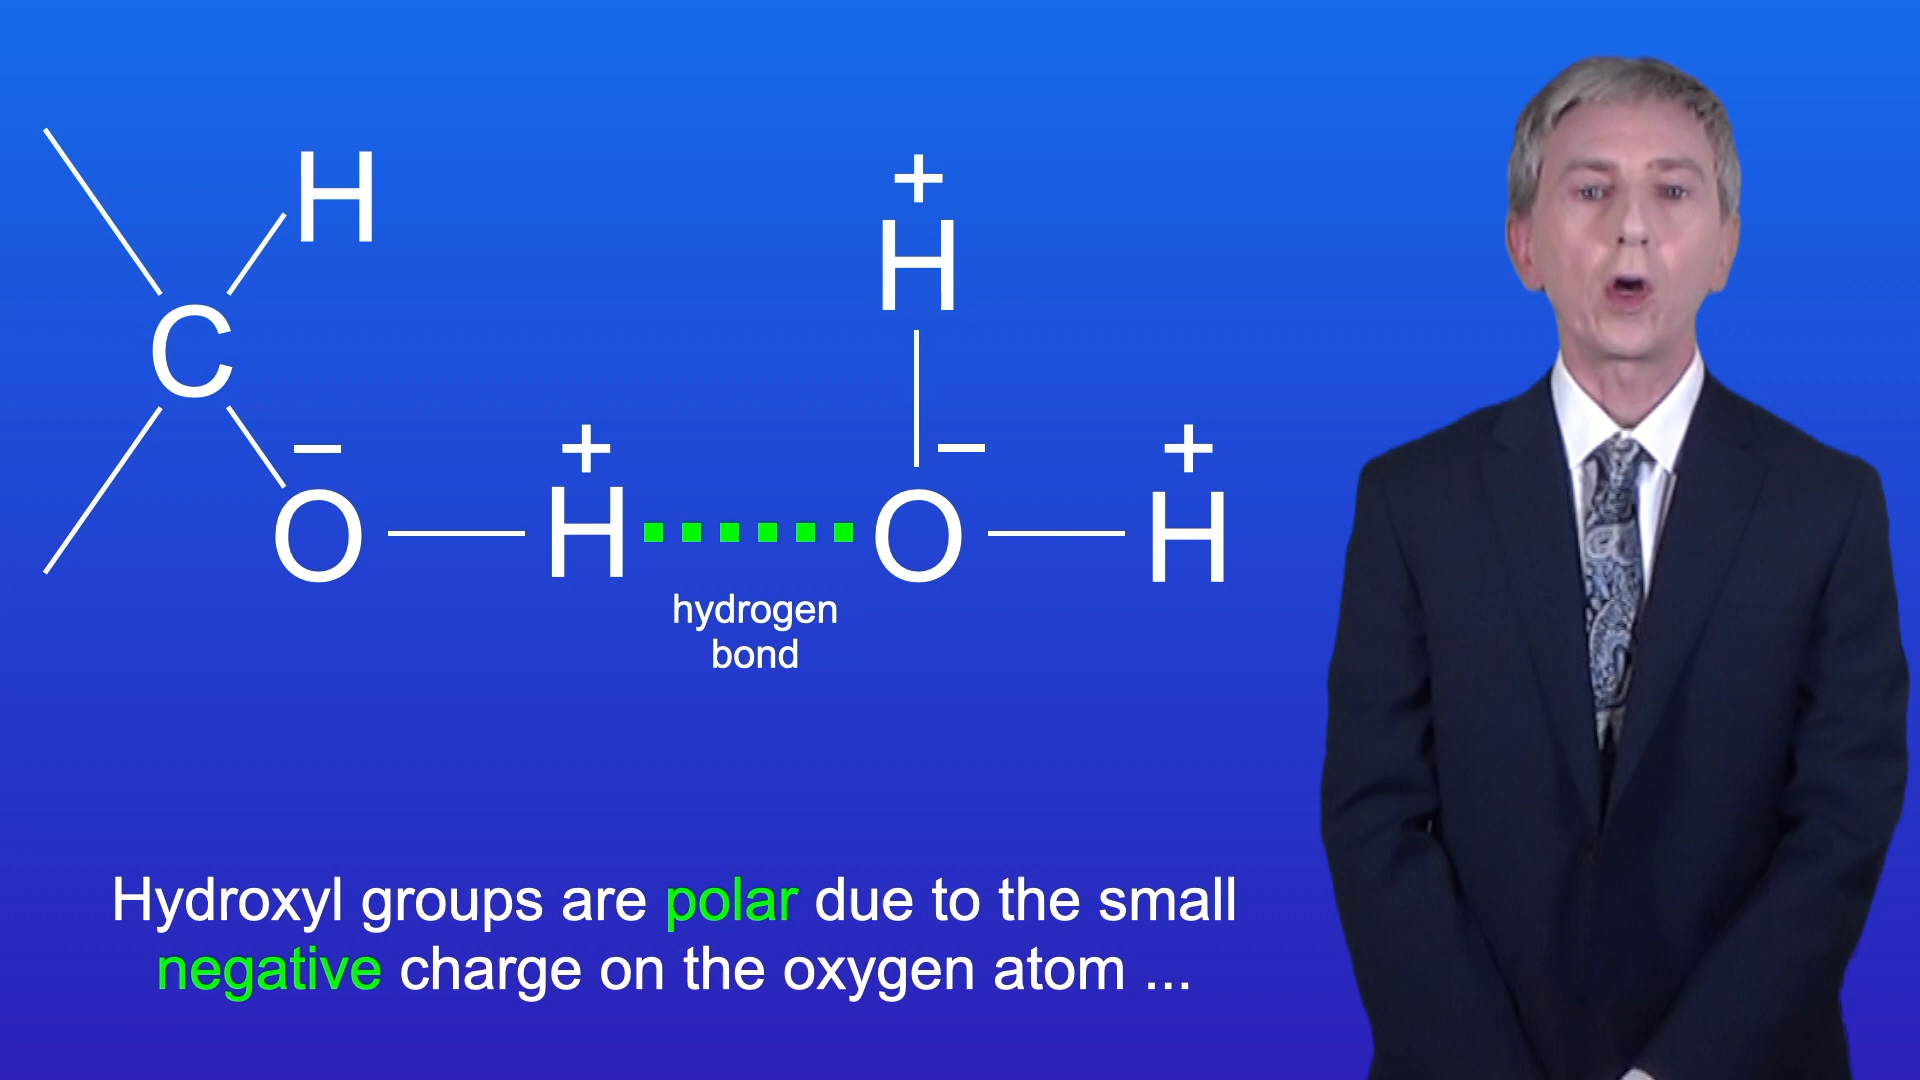 H
+
H
C
−
+
−
+
O
H
O
H
hydrogen
bond
Hydroxyl groups are polar due to the small
negative charge on the oxygen atom ...